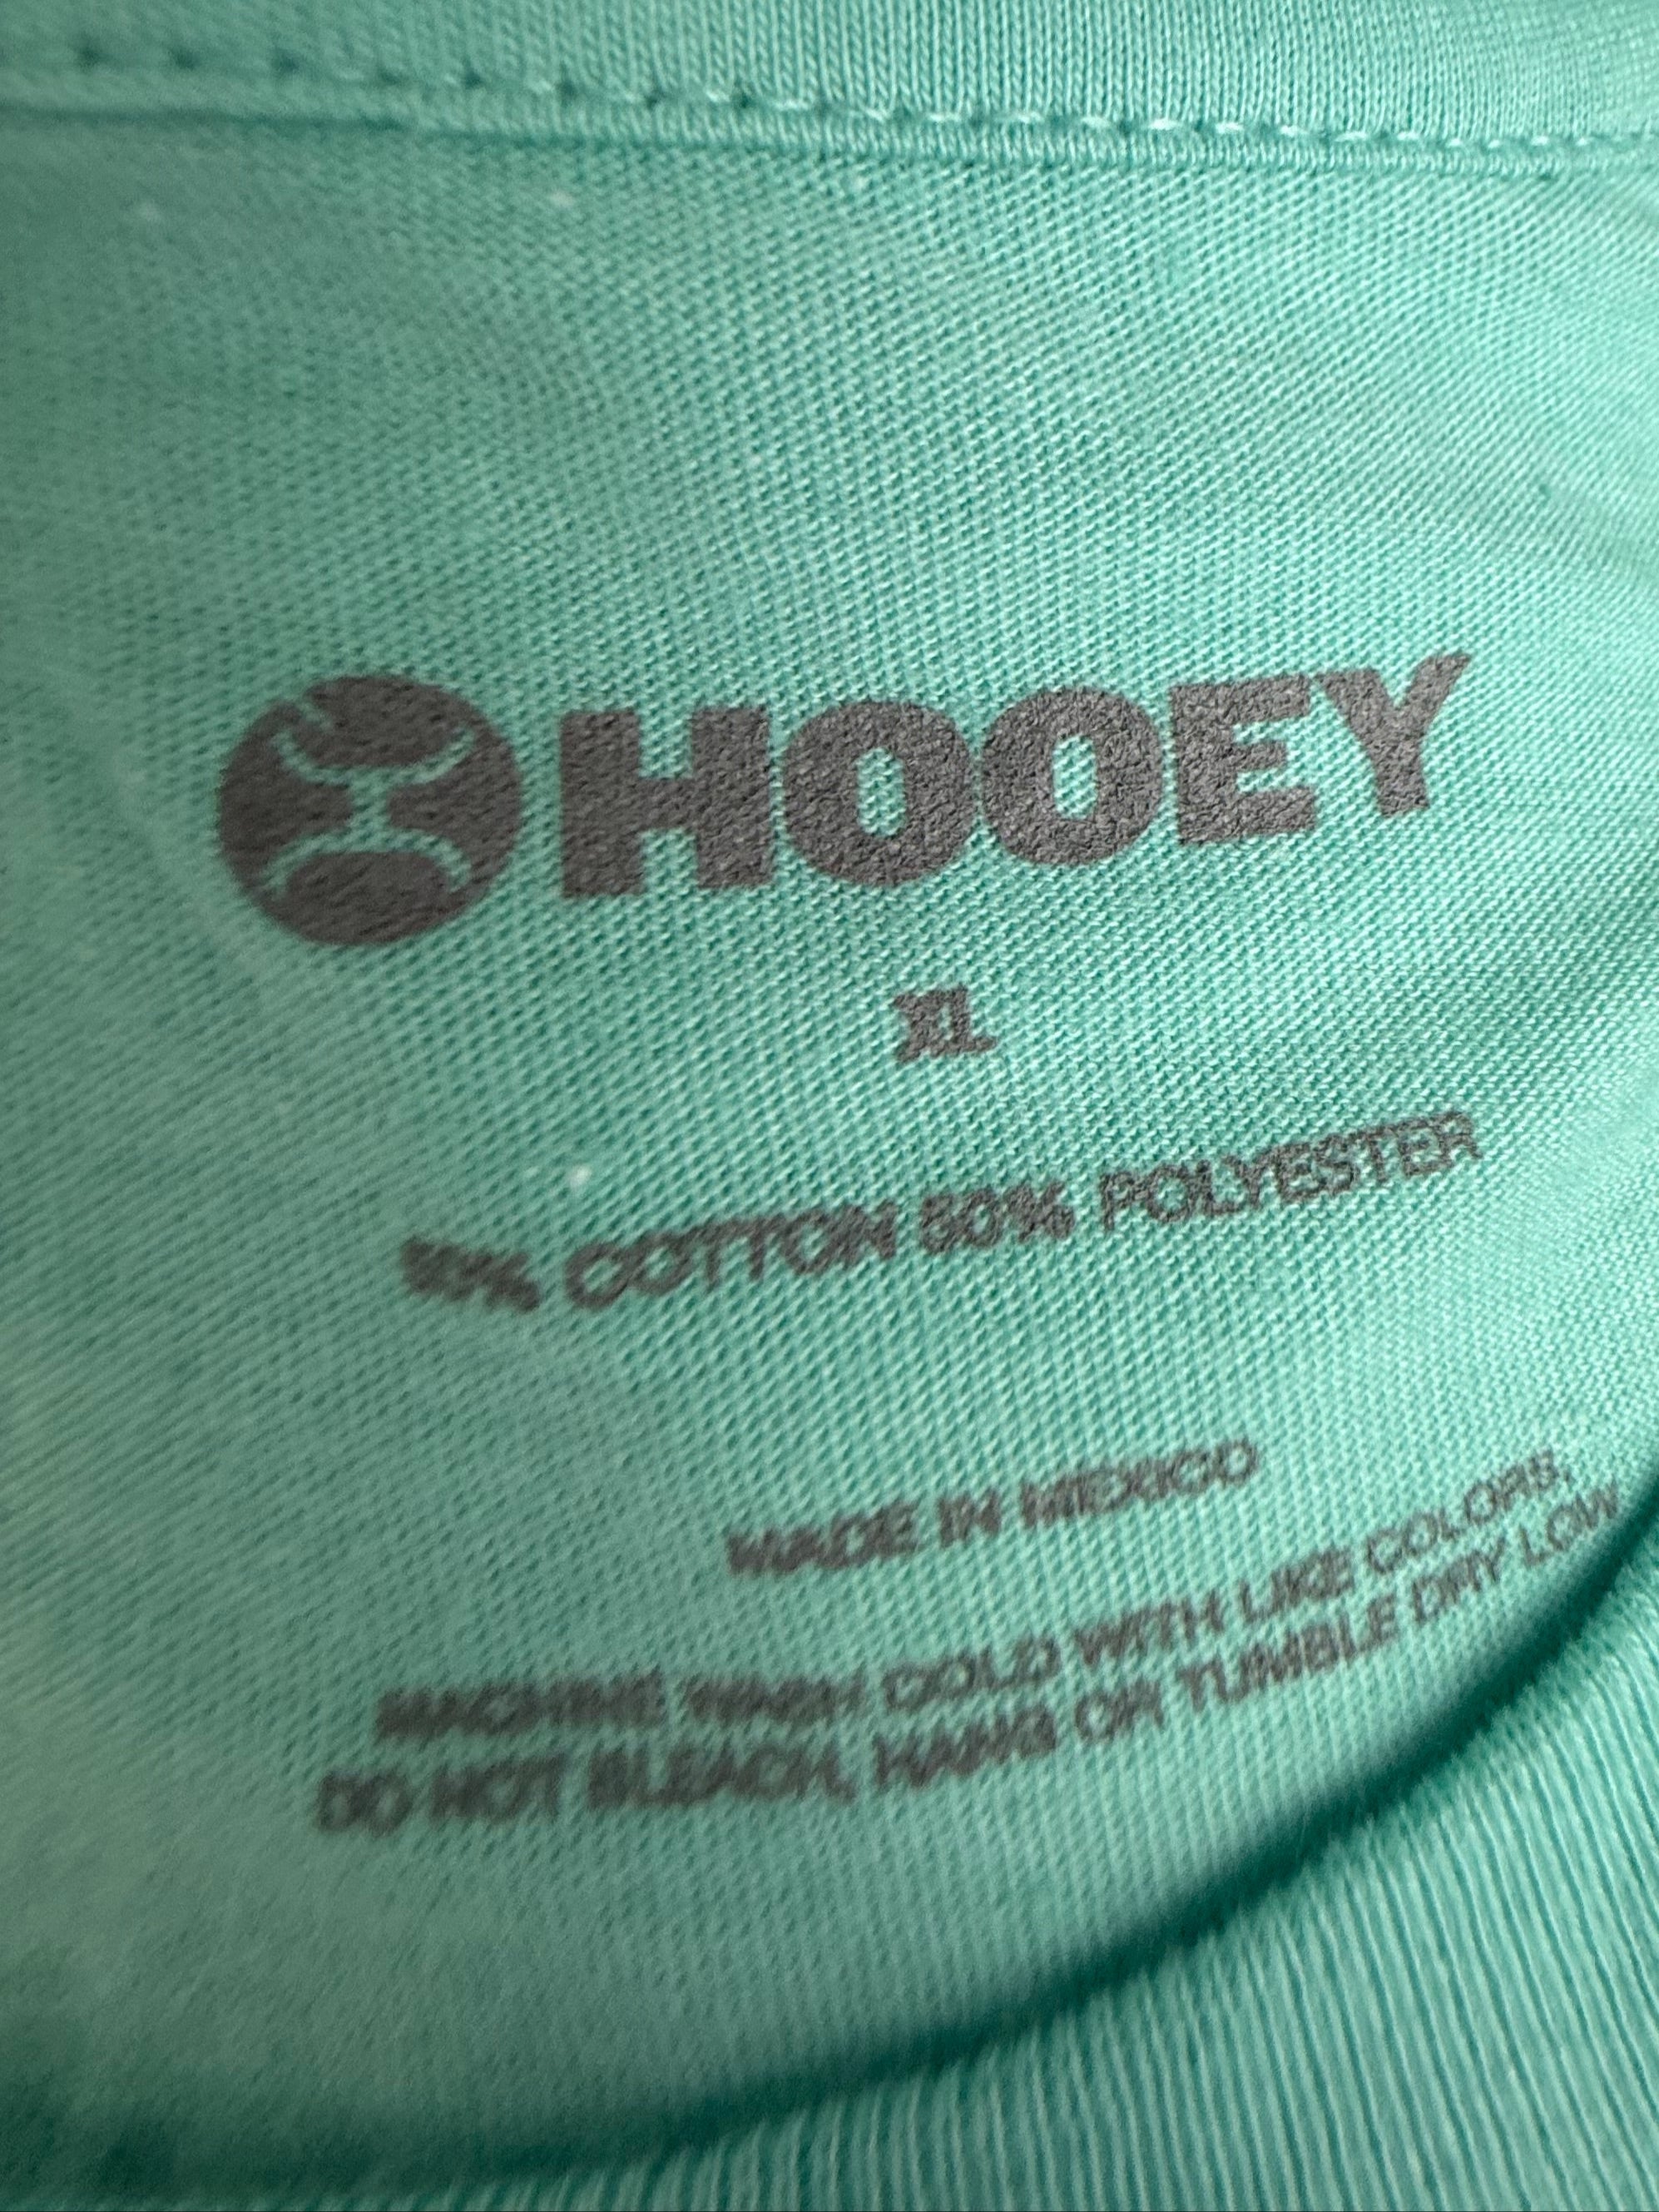 HOOEY
XL
50% COTTON 50% POLYESTER
MADE IN MEXICO
MACHINE WASH COLD WITH LIKE COLORS,
DO NOT BLEACH, HANG OR TUMBLE DRY LOW